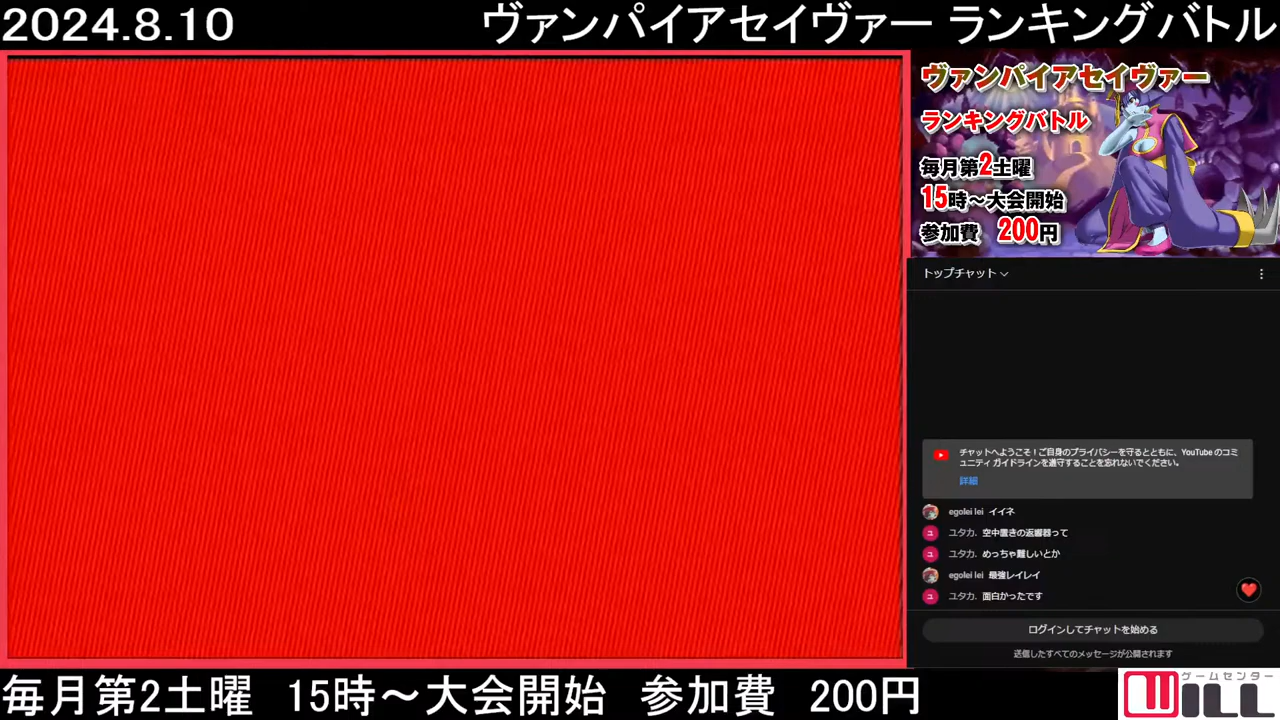 2024.8.10
ヴァンパイアセイヴァー ランキングバトル
ヴァンパイアセイヴァー
ランキングバトル
毎月第2土曜
15時～大会開始
参加費 200円
トップチャット
チャットへようこそ！ご自身のプライバシーを守るとともに、YouTube のコミ
ュニティ ガイドラインを遵守することを忘れないでください。
詳細
egolei lei イイネ
ユ ユタカ. 空中置きの返響器って
ユ ユタカ. めっちゃ難しいとか
egolei lei 最強レイレイ
ユ ユタカ. 面白かったです
ログインしてチャットを始める
送信したすべてのメッセージが公開されます
毎月第2土曜 15時～大会開始 参加費 200円
ゲームセンター
WILL